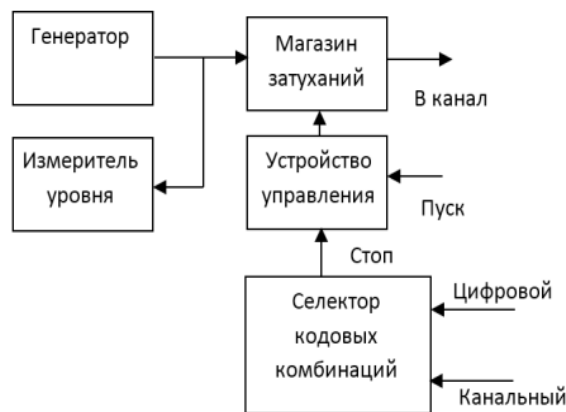 Генератор
Магазин
затуханий
В канал
Измеритель
уровня
Устройство
управления
Пуск
Стоп
Селектор
кодовых
комбинаций
Цифровой
Канальный